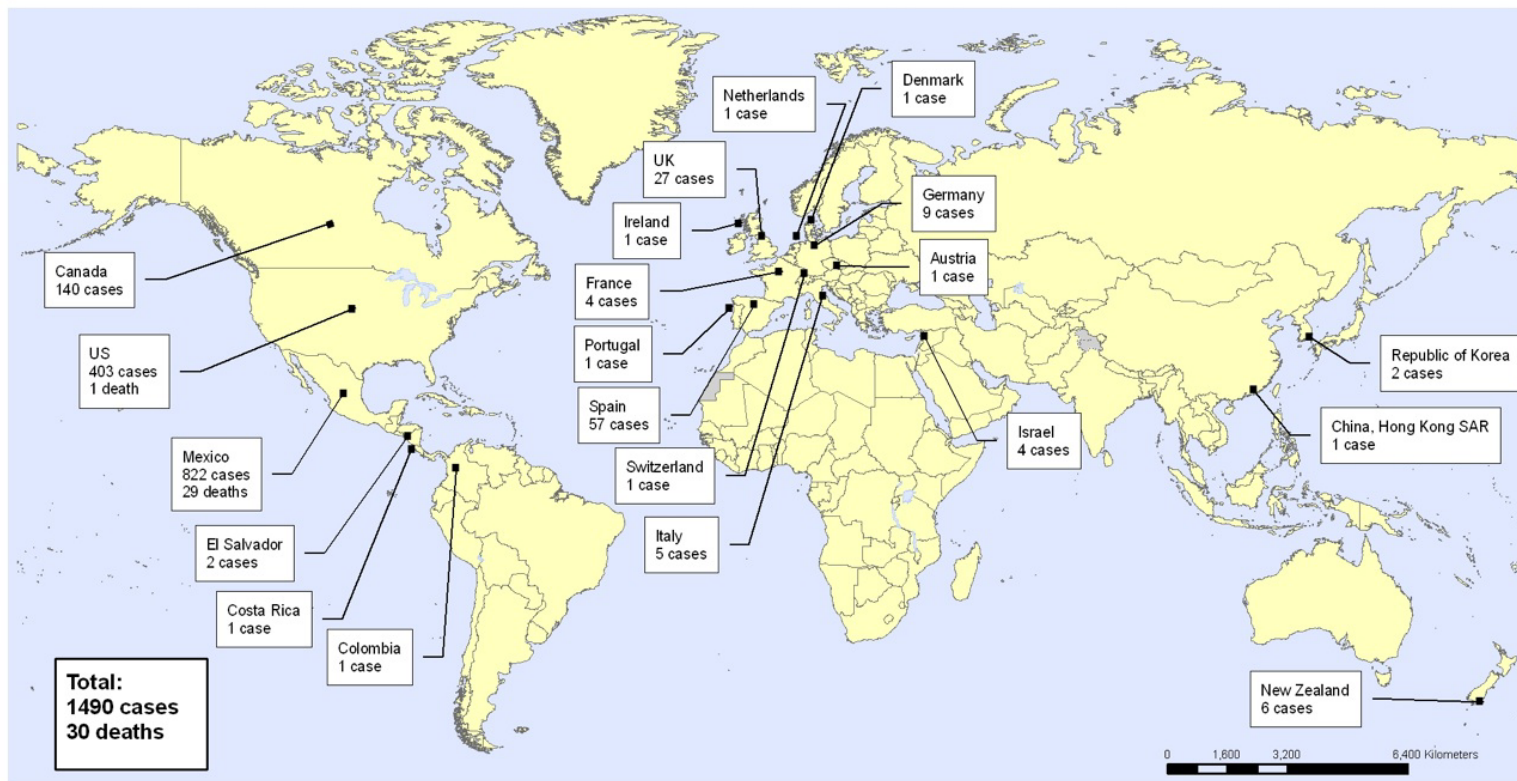 Denmark
1 case
Netherlands
1 case
UK
27 cases
Germany
9 cases
Ireland
1 case
Austria
1 case
Canada
140 cases
France
4 cases
US
403 cases
1 death
Portugal
1 case
Republic of Korea
2 cases
Spain
57 cases
Israel
4 cases
China, Hong Kong SAR
1 case
Mexico
822 cases
29 deaths
Switzerland
1 case
El Salvador
2 cases
Italy
5 cases
Costa Rica
1 case
Colombia
1 case
Total:
1490 cases
30 deaths
New Zealand
6 cases
0 1,600 3,200 6,400 Kilometers